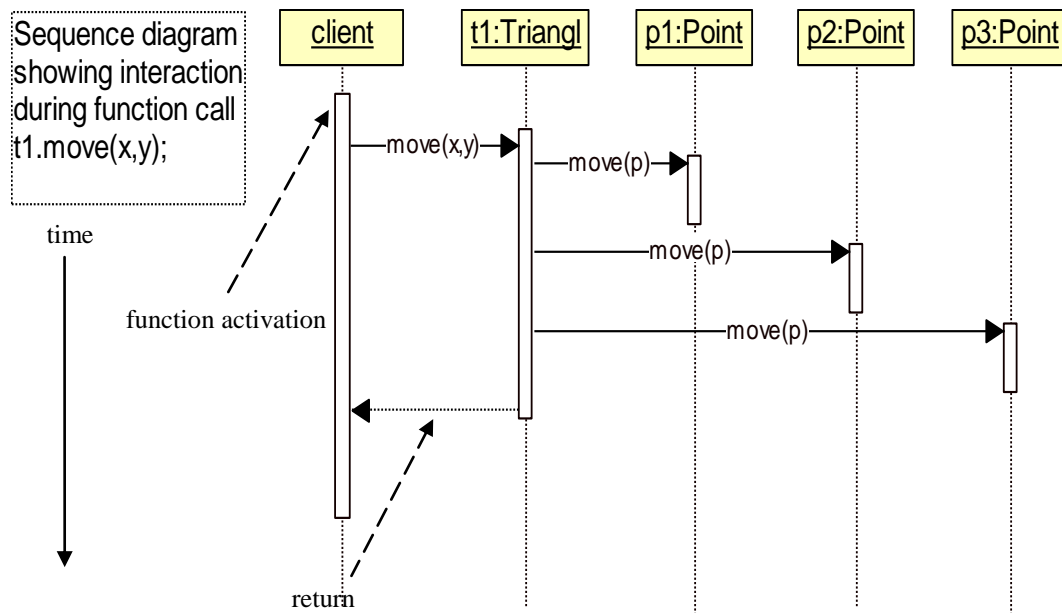 Sequence diagram
showing interaction
during function call
t1.move(x,y);
client
t1:Triangl
p1:Point
p2:Point
p3:Point
move(x,y)
move(p)
time
move(p)
function activation
move(p)
return